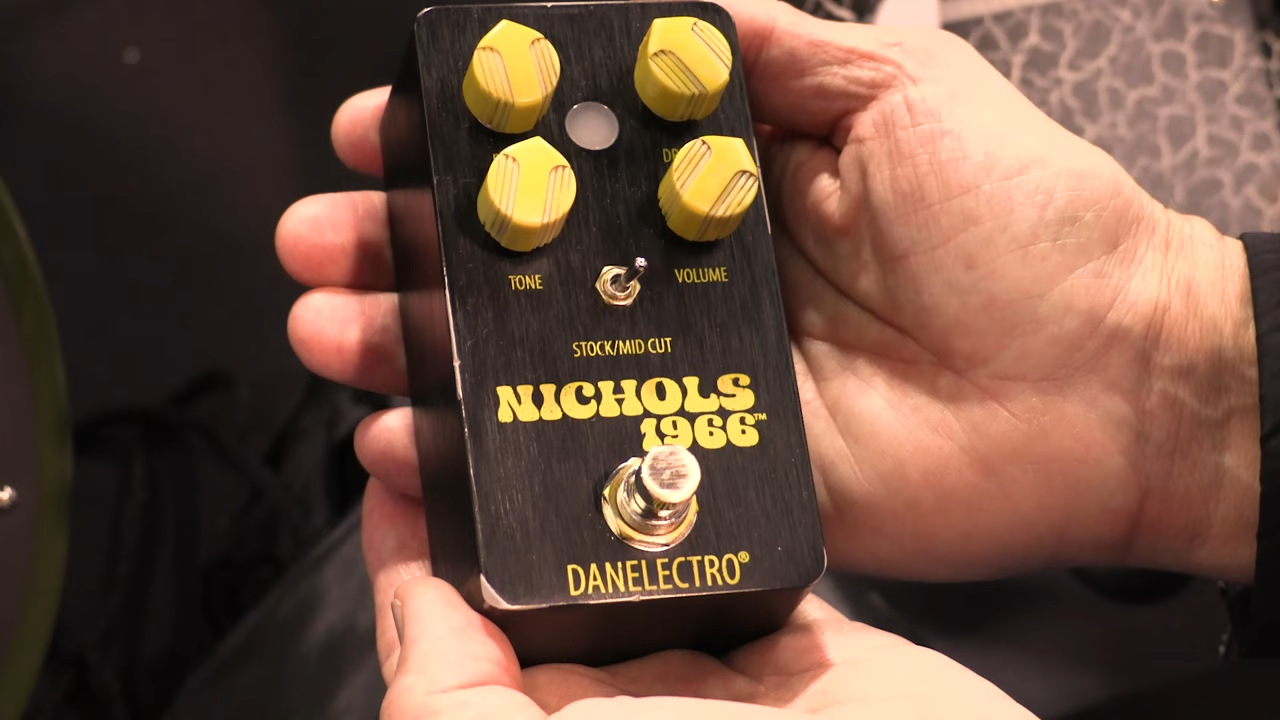 TONE
VOLUME
STOCK/MID CUT
NICHOLS
1966™
DANELECTRO®